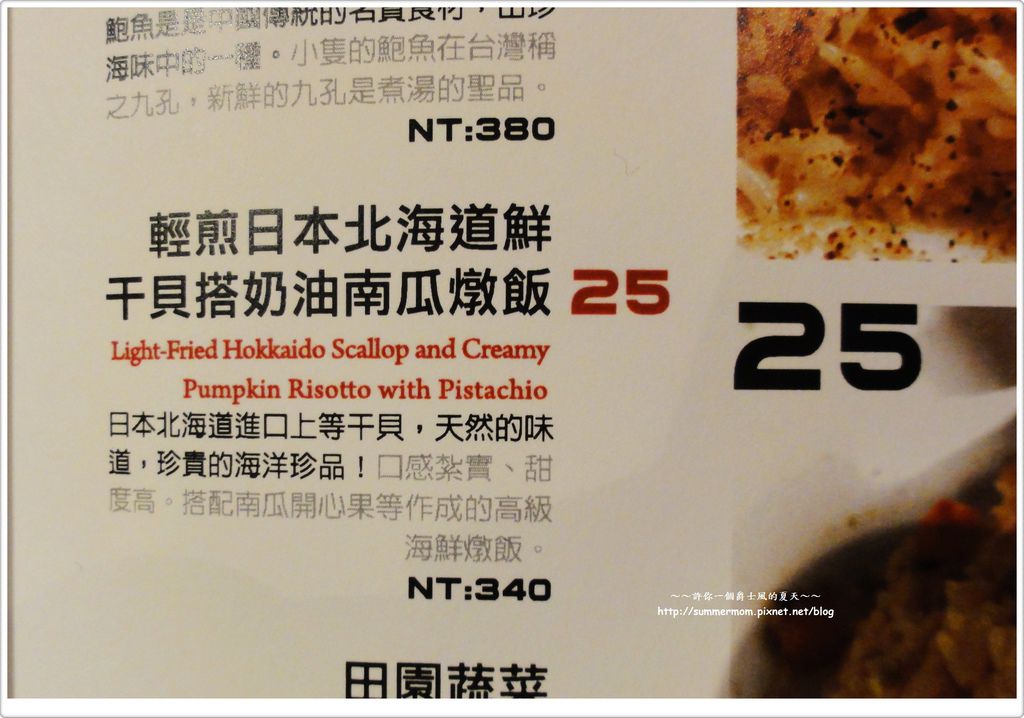 海味中的一種。小隻的鮑魚在台灣稱
之九孔，新鮮的九孔是煮湯的聖品。
NT:380
輕煎日本北海道鮮
干貝搭奶油南瓜燉飯 25
Light-Fried Hokkaido Scallop and Creamy
Pumpkin Risotto with Pistachio
日本北海道進口上等干貝，天然的味
道，珍貴的海洋珍品！口感紮實、甜
度高。搭配南瓜開心果等作成的高級
海鮮燉飯。
NT:340
田園蔬菜
25
～～許你一個爵士風的夏天～～
http://summermom.pixnet.net/blog